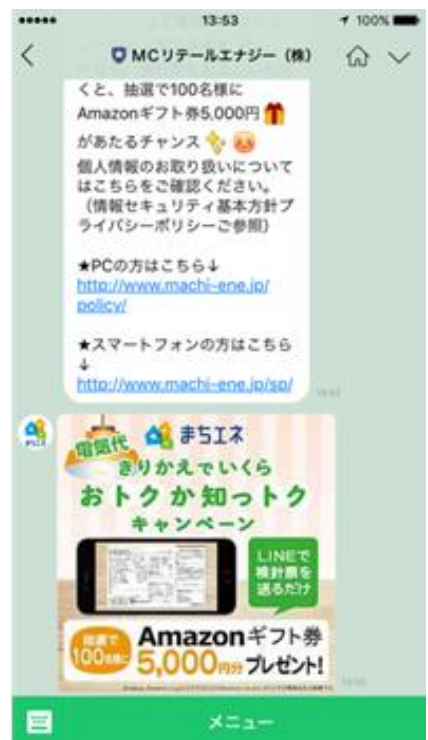 13:53
100%
MCリテールエナジー（株）
くと、抽選で100名様に
Amazonギフト券5,000円
があたるチャンス
個人情報のお取り扱いについて
はこちらをご確認ください。
（情報セキュリティ基本方針プ
ライバシーポリシーご参照）
★PCの方はこちら↓
http://www.machi-ene.jp/
policy/
★スマートフォンの方はこちら
↓
http://www.machi-ene.jp/sp/
電気代
まちエネ
きりかえでいくら
おトクか知っトク
キャンペーン
LINEで
検針票を
送るだけ
抽選で
100名様に
Amazonギフト券
5,000円分プレゼント!
メニュー